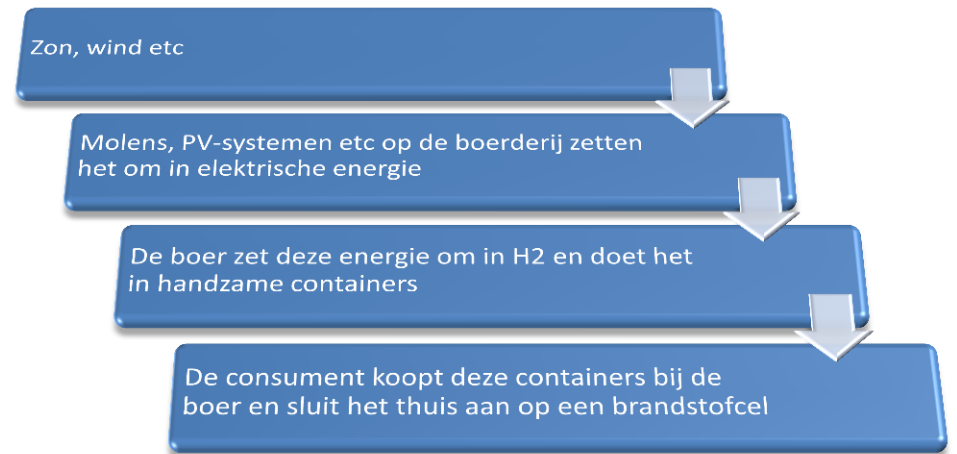 Zon, wind etc
Molens, PV-systemen etc op de boerderij zetten
het om in elektrische energie
De boer zet deze energie om in H2 en doet het
in handzame containers
De consument koopt deze containers bij de
boer en sluit het thuis aan op een brandstofcel